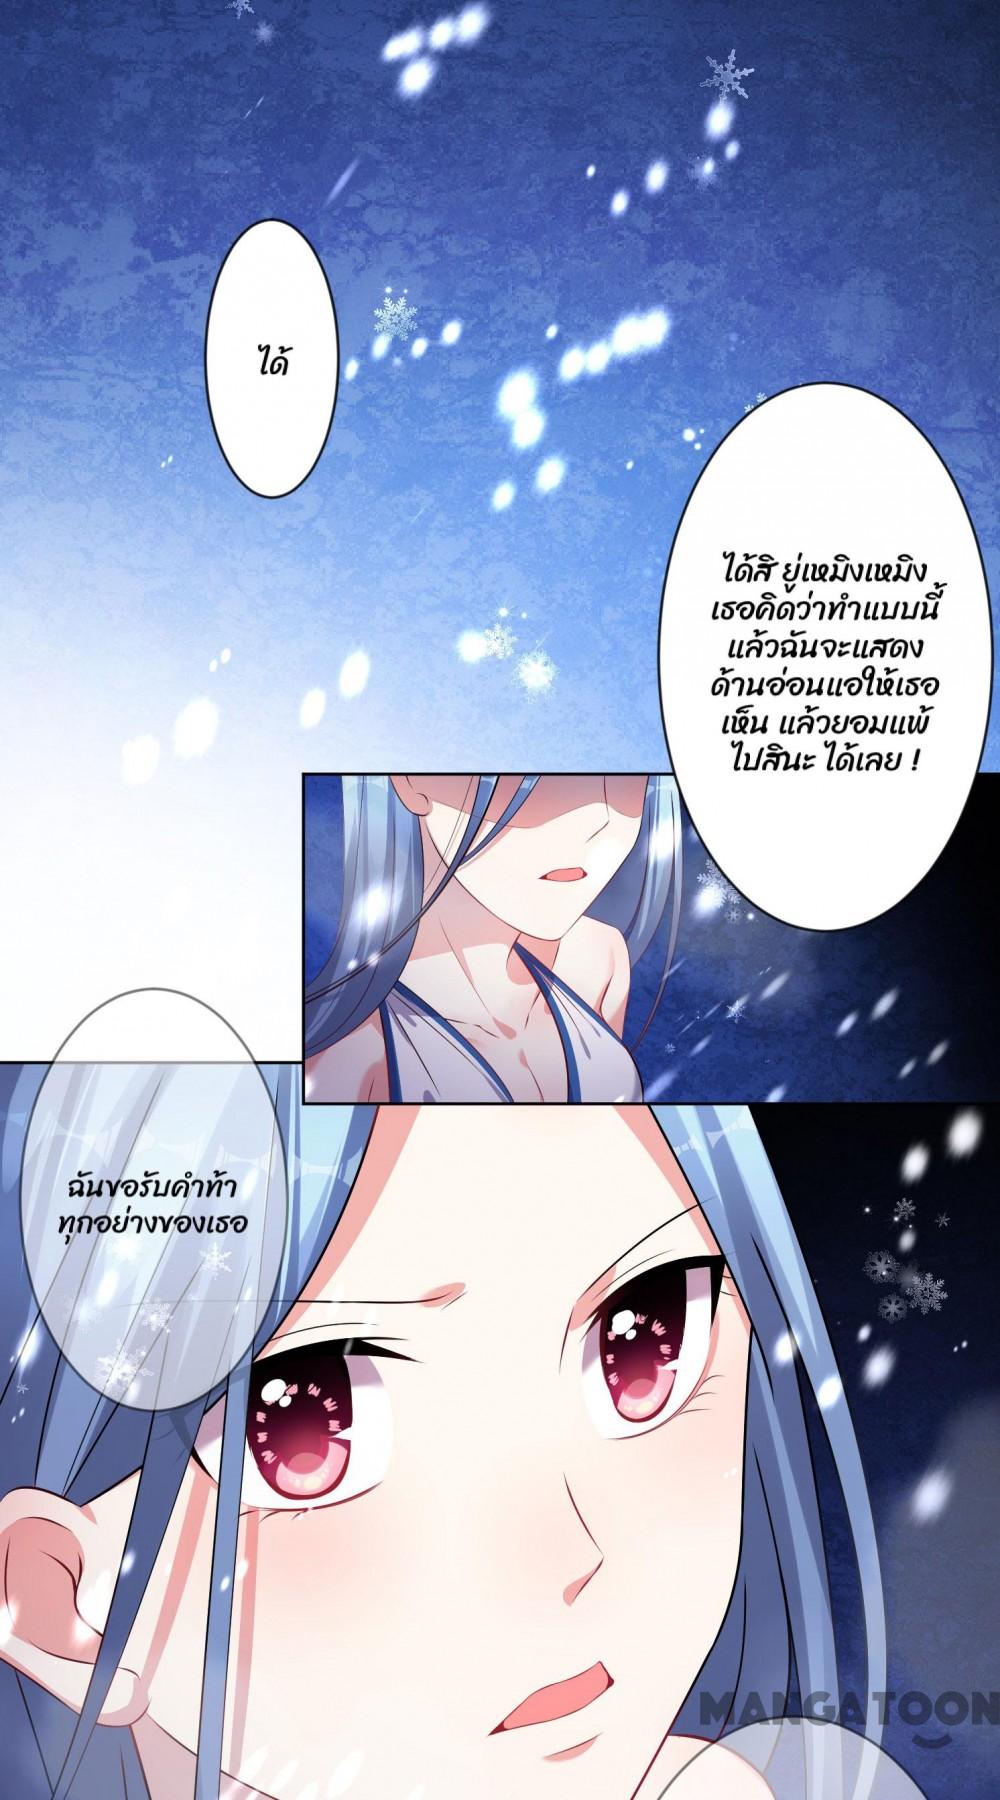 ได้
ได้สิ ยู่เหมิงเหมิง
เธอคิดว่าทำแบบนี้
แล้วฉันจะแสดง
ด้านอ่อนแอให้เธอ
เห็น แล้วยอมแพ้
ไปสินะ ได้เลย !
ฉันขอรับคำท้า
ทุกอย่างของเธอ
MANGATOON